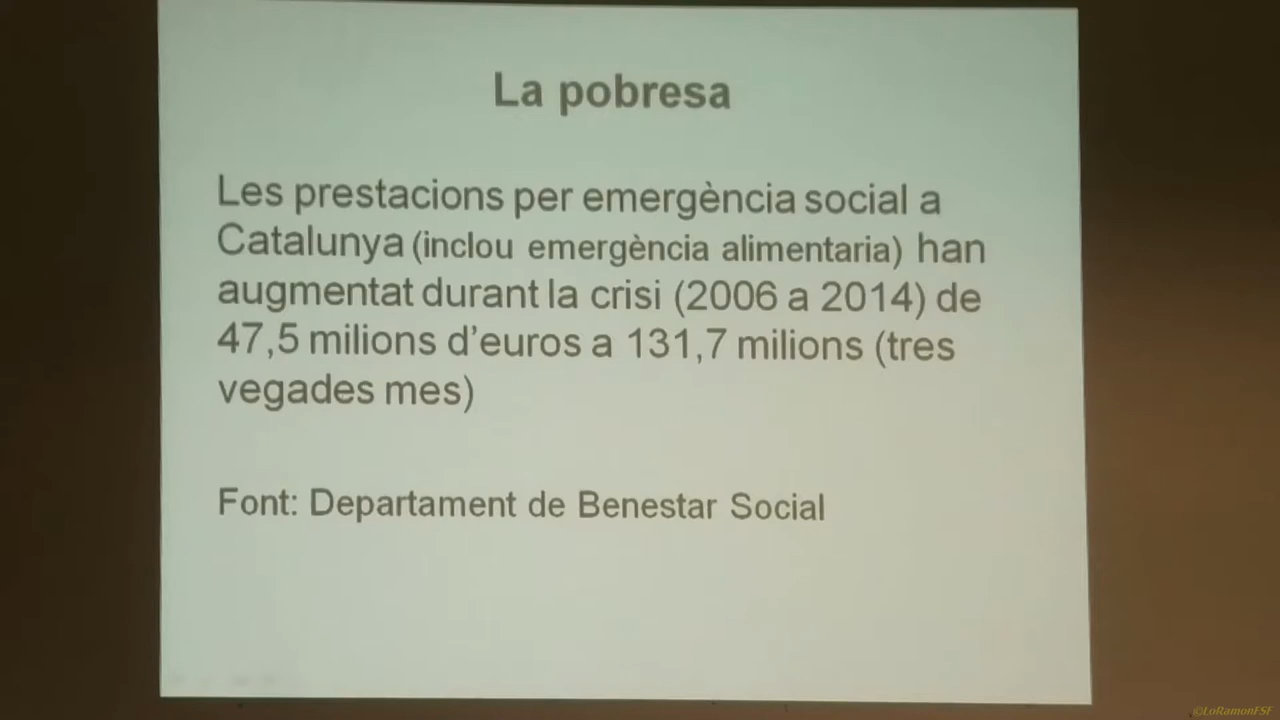 La pobresa
Les prestacions per emergència social a
Catalunya (inclou emergència alimentaria) han
augmentat durant la crisi (2006 a 2014) de
47,5 milions d'euros a 131,7 milions (tres
vegades mes)
Font: Departament de Benestar Social
©LoRamonFSF